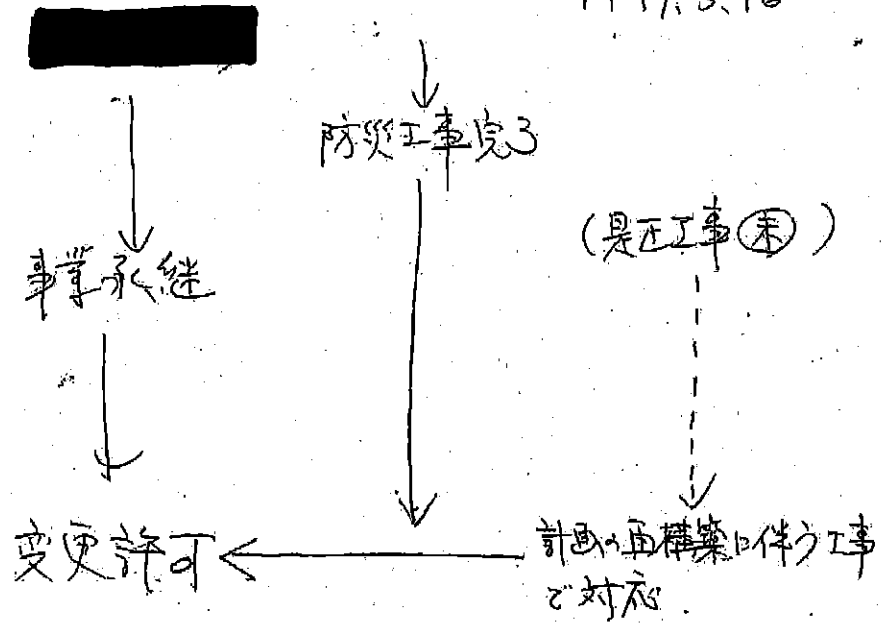 防災工事完了
(是正工事未)
事業承継
変更許可
計画の再構築に伴う工事
で対応.